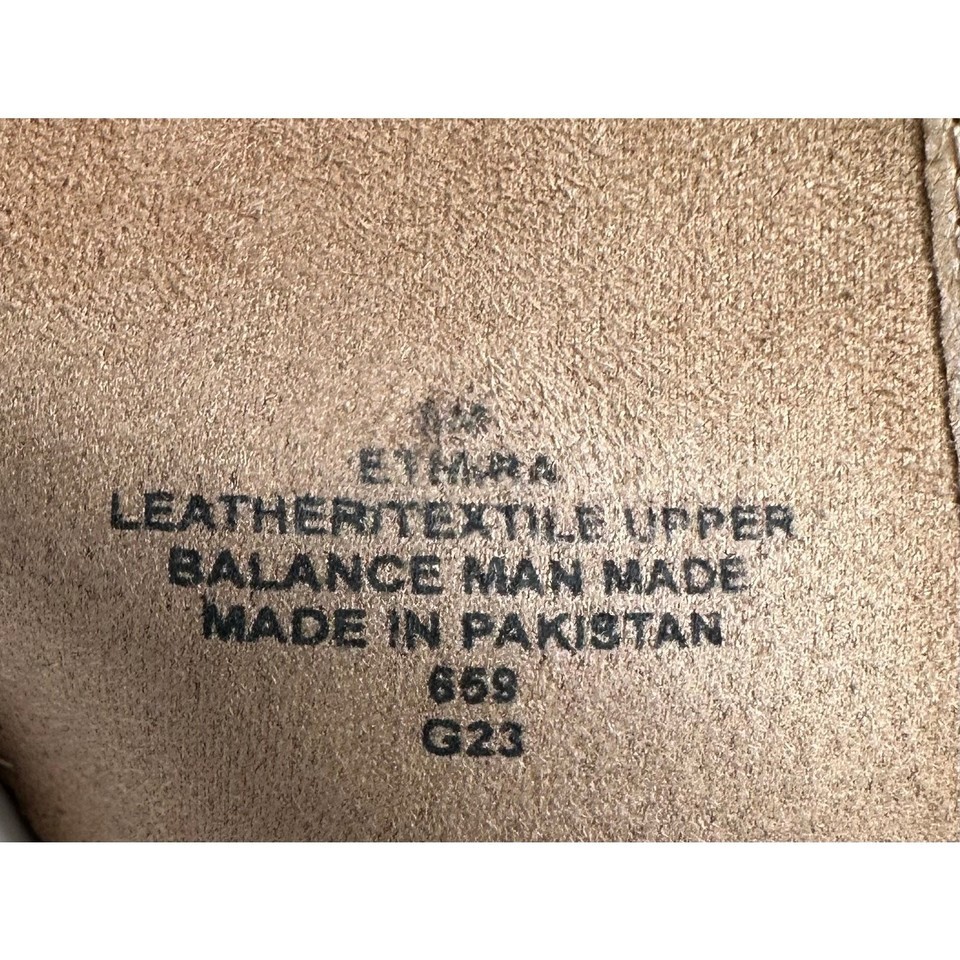 LEATHER/TEXTILE UPPER
BALANCE MAN MADE
MADE IN PAKISTAN
659
G23